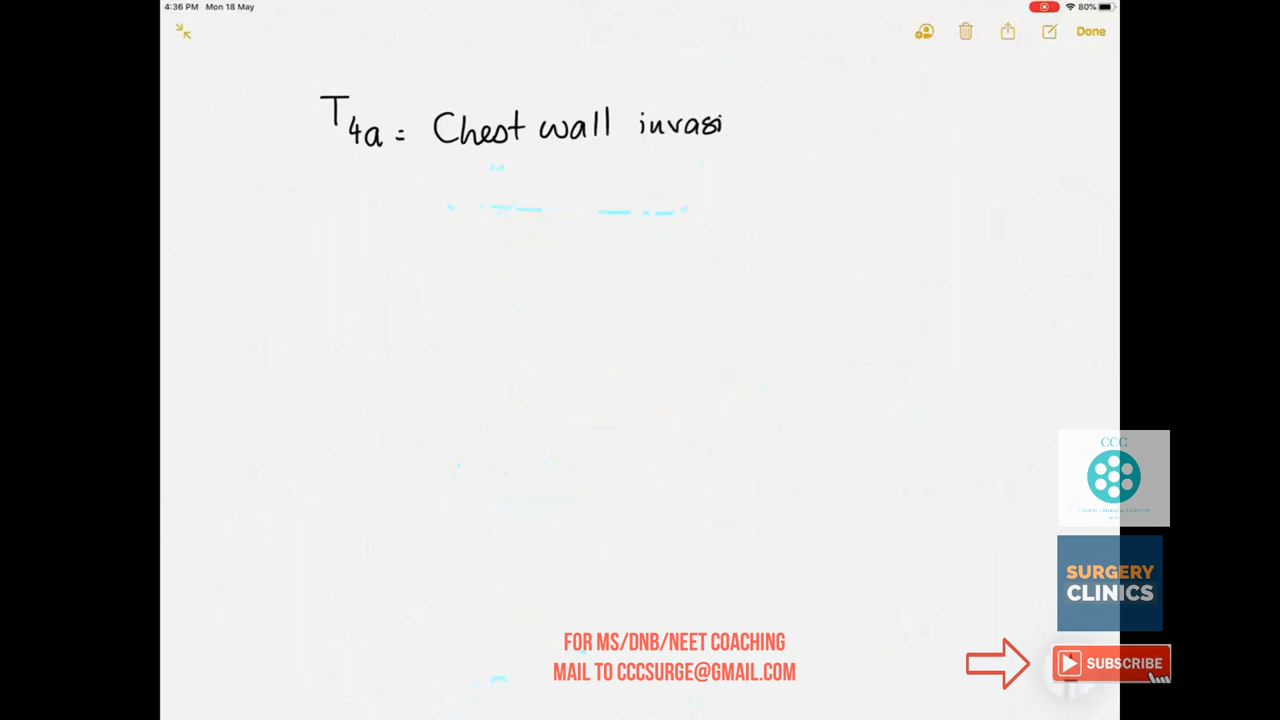 4:36 PM Mon 18 May
80%
Done
T4a = Chest wall invasi
CCC
SURGERY
CLINICS
FOR MS/DNB/NEET COACHING
MAIL TO CCCSURGE@GMAIL.COM
SUBSCRIBE